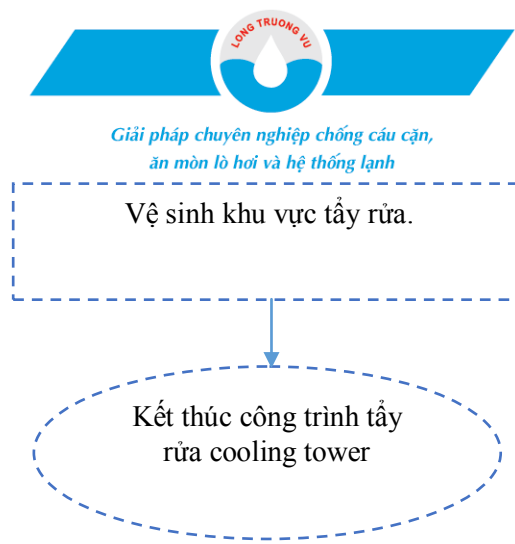 LONG TRUONG VU
Giải pháp chuyên nghiệp chống cáu cặn,
ăn mòn lò hơi và hệ thống lạnh
Vệ sinh khu vực tẩy rửa.
Kết thúc công trình tẩy
rửa cooling tower